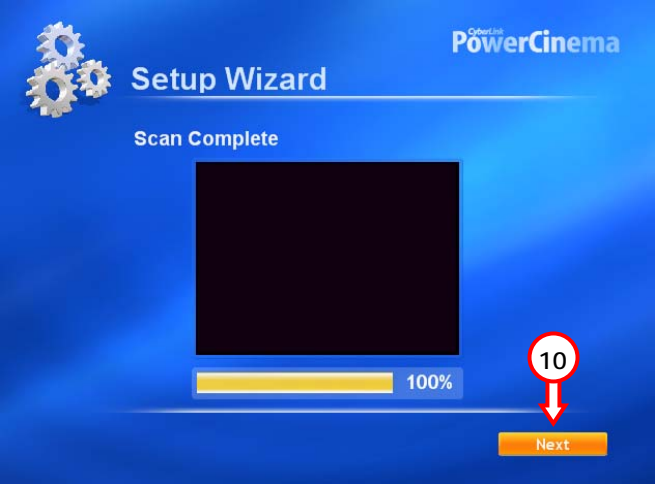 CyberLink
PowerCinema
Setup Wizard
Scan Complete
100%
10
Next